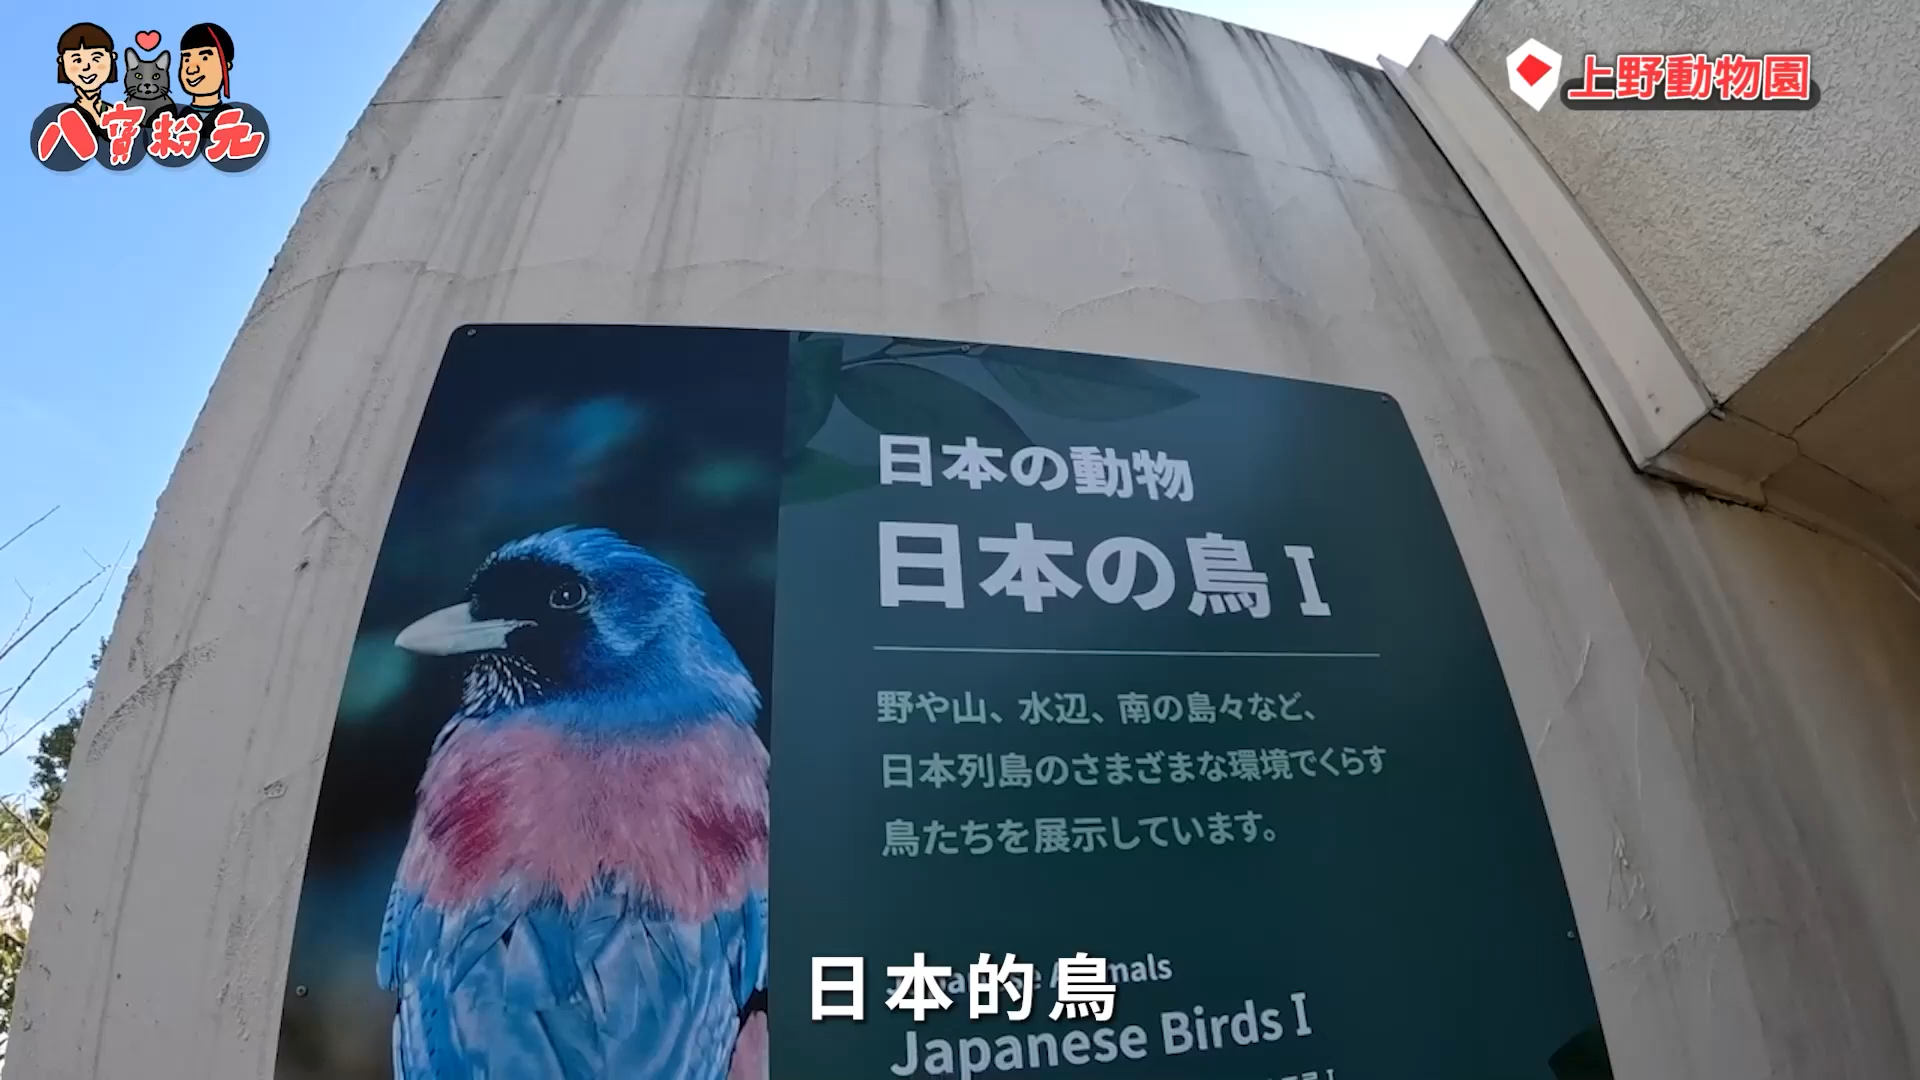 八寶粉元
上野動物園
日本の動物
日本の鳥 I
野や山、水辺、南の島々など、
日本列島のさまざまな環境でくらす
鳥たちを展示しています。
Japanese Animals
日本的鳥
Japanese Birds I